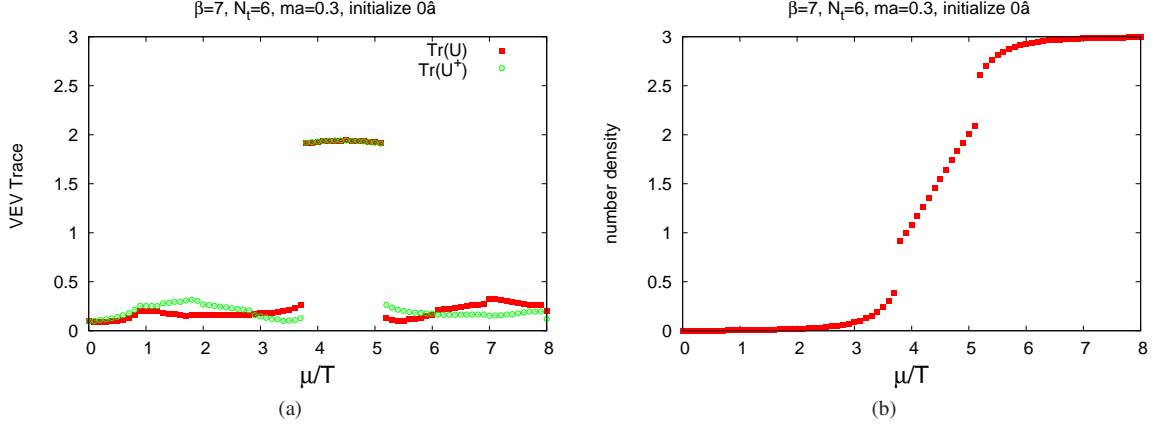 β=7, N_t=6, ma=0.3, initialize 0â
VEV Trace
3
2.5
2
1.5
1
0.5
0
Tr(U)
Tr(U⁺)
0 1 2 3 4 5 6 7 8
μ/T
(a)
β=7, N_t=6, ma=0.3, initialize 0â
number density
3
2.5
2
1.5
1
0.5
0
0 1 2 3 4 5 6 7 8
μ/T
(b)